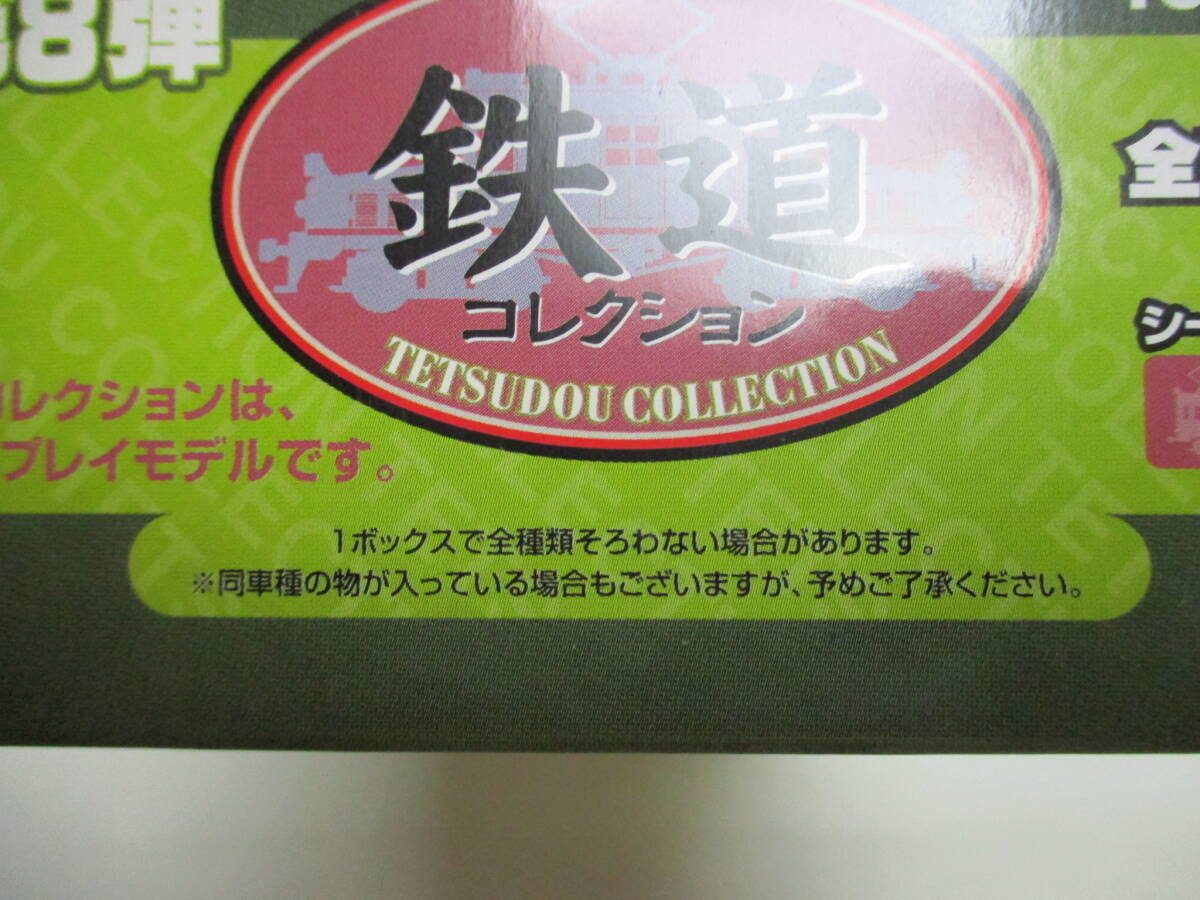 第8弾
鉄道
コレクション
TETSUDOU COLLECTION
全
シー
コレクションは、
プレイモデルです。
1ボックスで全種類そろわない場合があります。
※同車種の物が入っている場合もございますが、予めご了承ください。